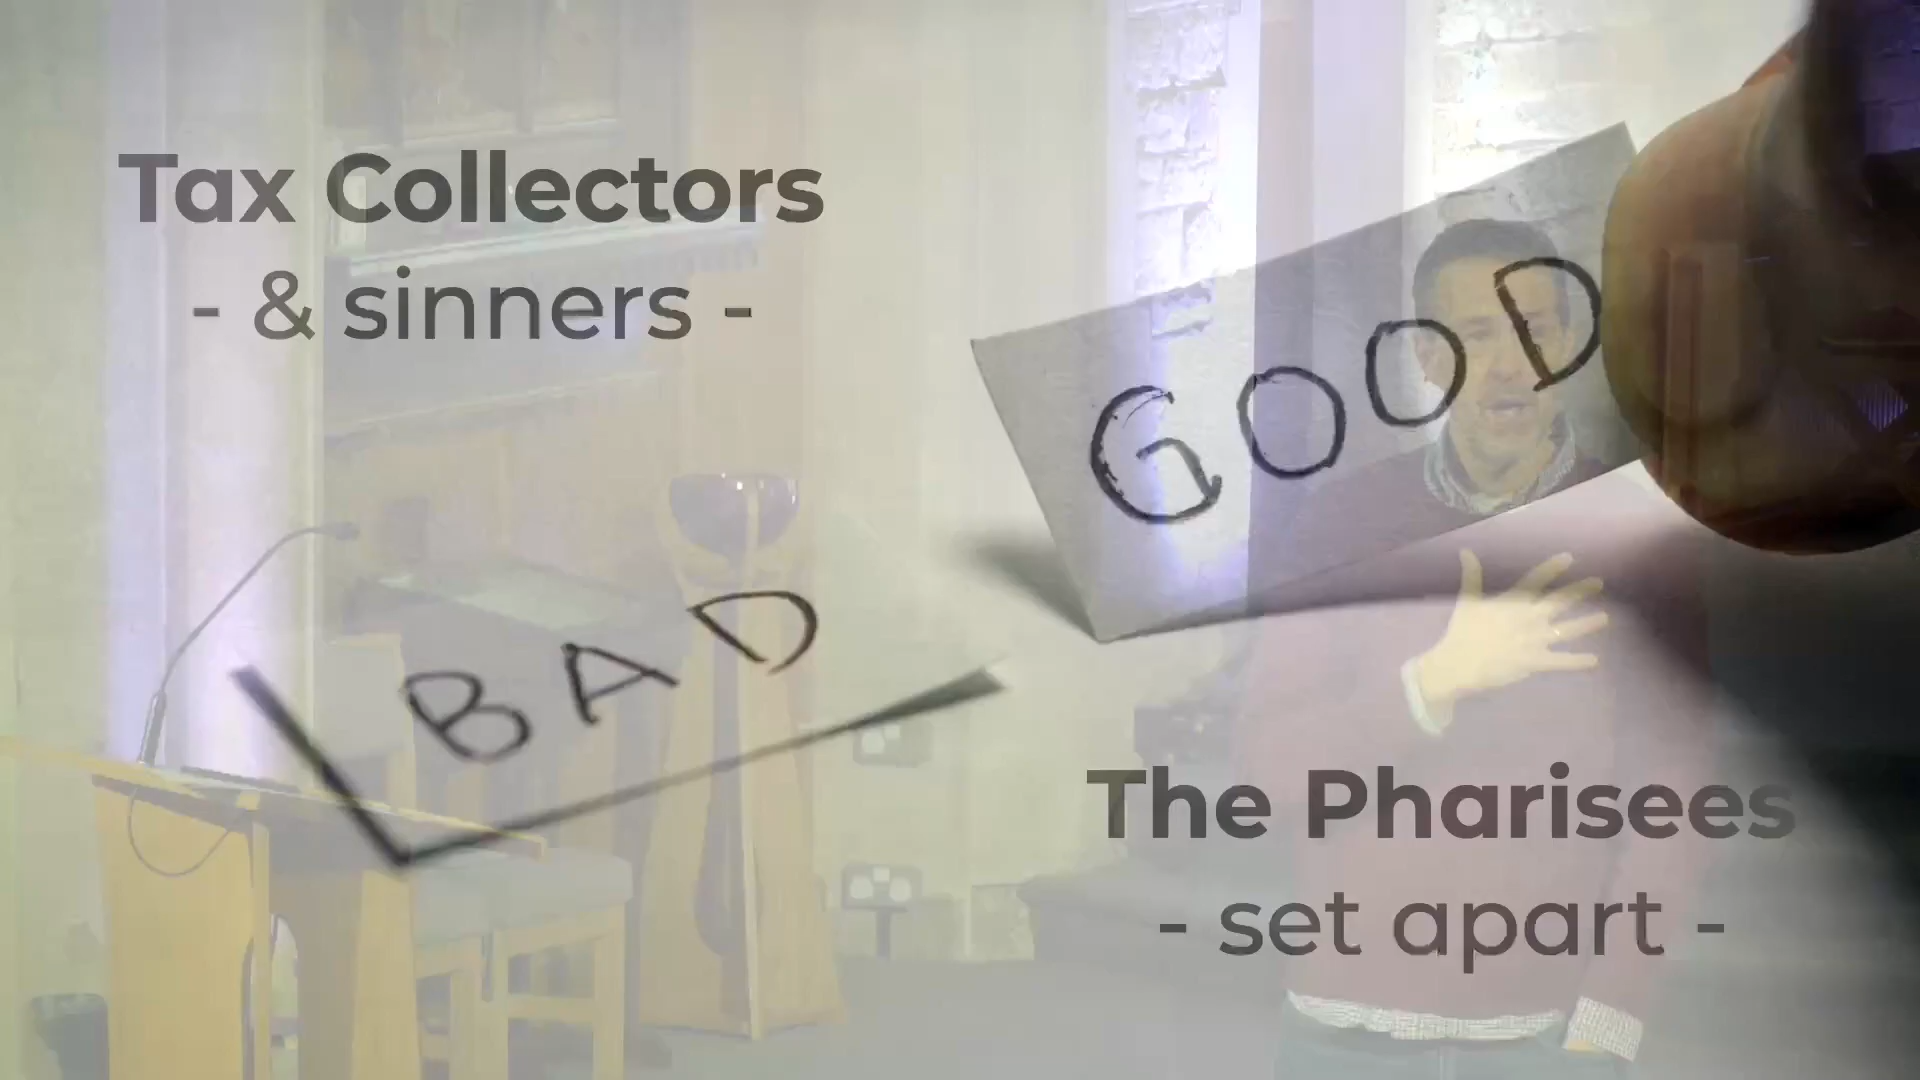 Tax Collectors
- & sinners -
GOOD
BAD
The Pharisees
- set apart -